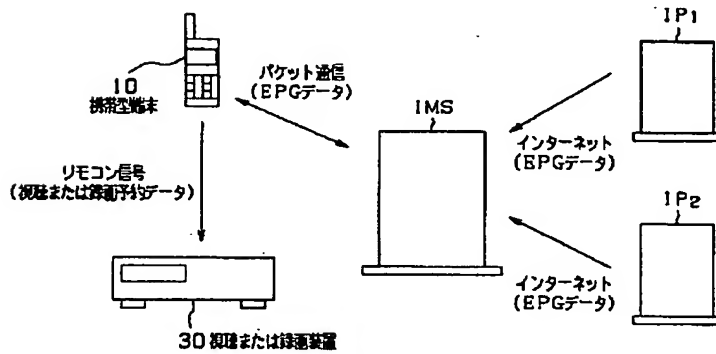 10
携帯型端末
パケット通信
(EPGデータ)
IMS
IP1
インターネット
(EPGデータ)
リモコン信号
(視聴または録画予約データ)
IP2
インターネット
(EPGデータ)
30 視聴または録画装置